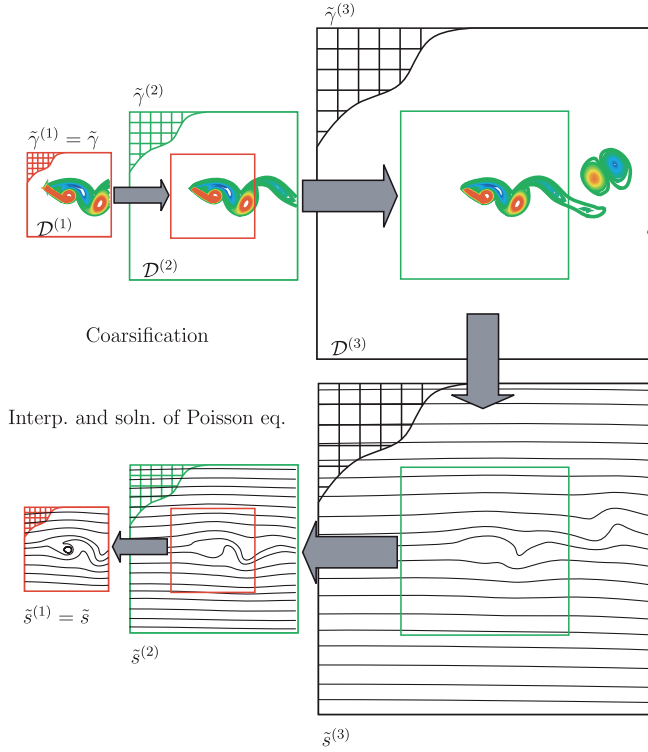 γ̃⁽³⁾
γ̃⁽²⁾
γ̃⁽¹⁾ = γ̃
𝒟⁽¹⁾
𝒟⁽²⁾
𝒟⁽³⁾
Coarsification
Interp. and soln. of Poisson eq.
s̃⁽¹⁾ = s̃
s̃⁽²⁾
s̃⁽³⁾